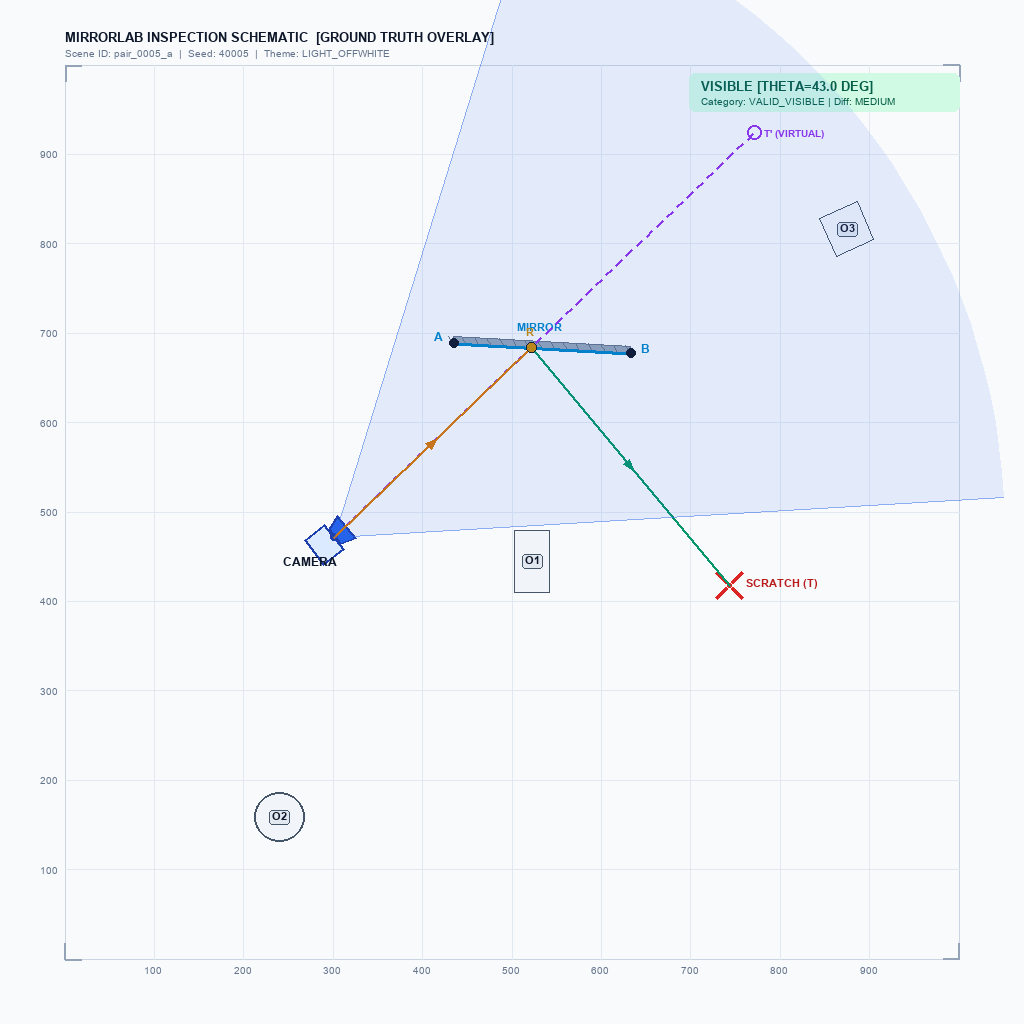 MIRRORLAB INSPECTION SCHEMATIC  [GROUND TRUTH OVERLAY]
Scene ID: pair_0005_a  |  Seed: 40005  |  Theme: LIGHT_OFFWHITE
VISIBLE [THETA=43.0 DEG]
Category: VALID_VISIBLE | Diff: MEDIUM
T' (VIRTUAL)
900
O3
800
MIRROR
R
700
A
B
600
500
CAMERA
O1
SCRATCH (T)
400
300
200
O2
100
100 200 300 400 500 600 700 800 900